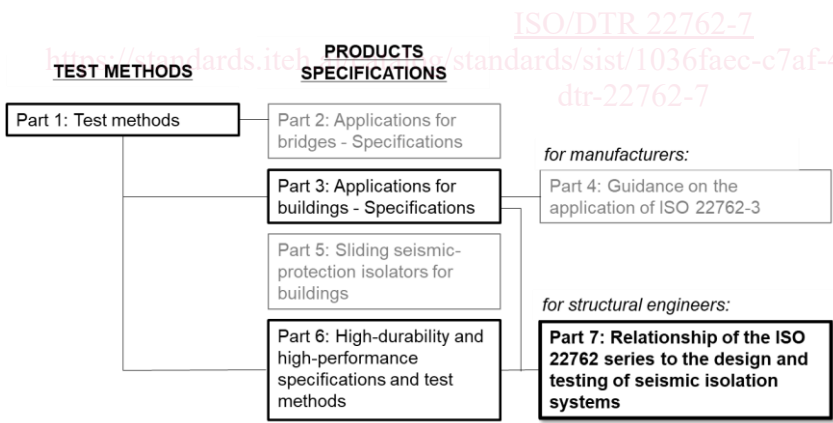 ISO/DTR 22762-7
https://standards.iteh.ai/catalog/standards/sist/1036faec-c7af-4
dtr-22762-7
TEST METHODS
PRODUCTS
SPECIFICATIONS
Part 1: Test methods
Part 2: Applications for
bridges - Specifications
Part 3: Applications for
buildings - Specifications
for manufacturers:
Part 4: Guidance on the
application of ISO 22762-3
Part 5: Sliding seismic-
protection isolators for
buildings
Part 6: High-durability and
high-performance
specifications and test
methods
for structural engineers:
Part 7: Relationship of the ISO
22762 series to the design and
testing of seismic isolation
systems